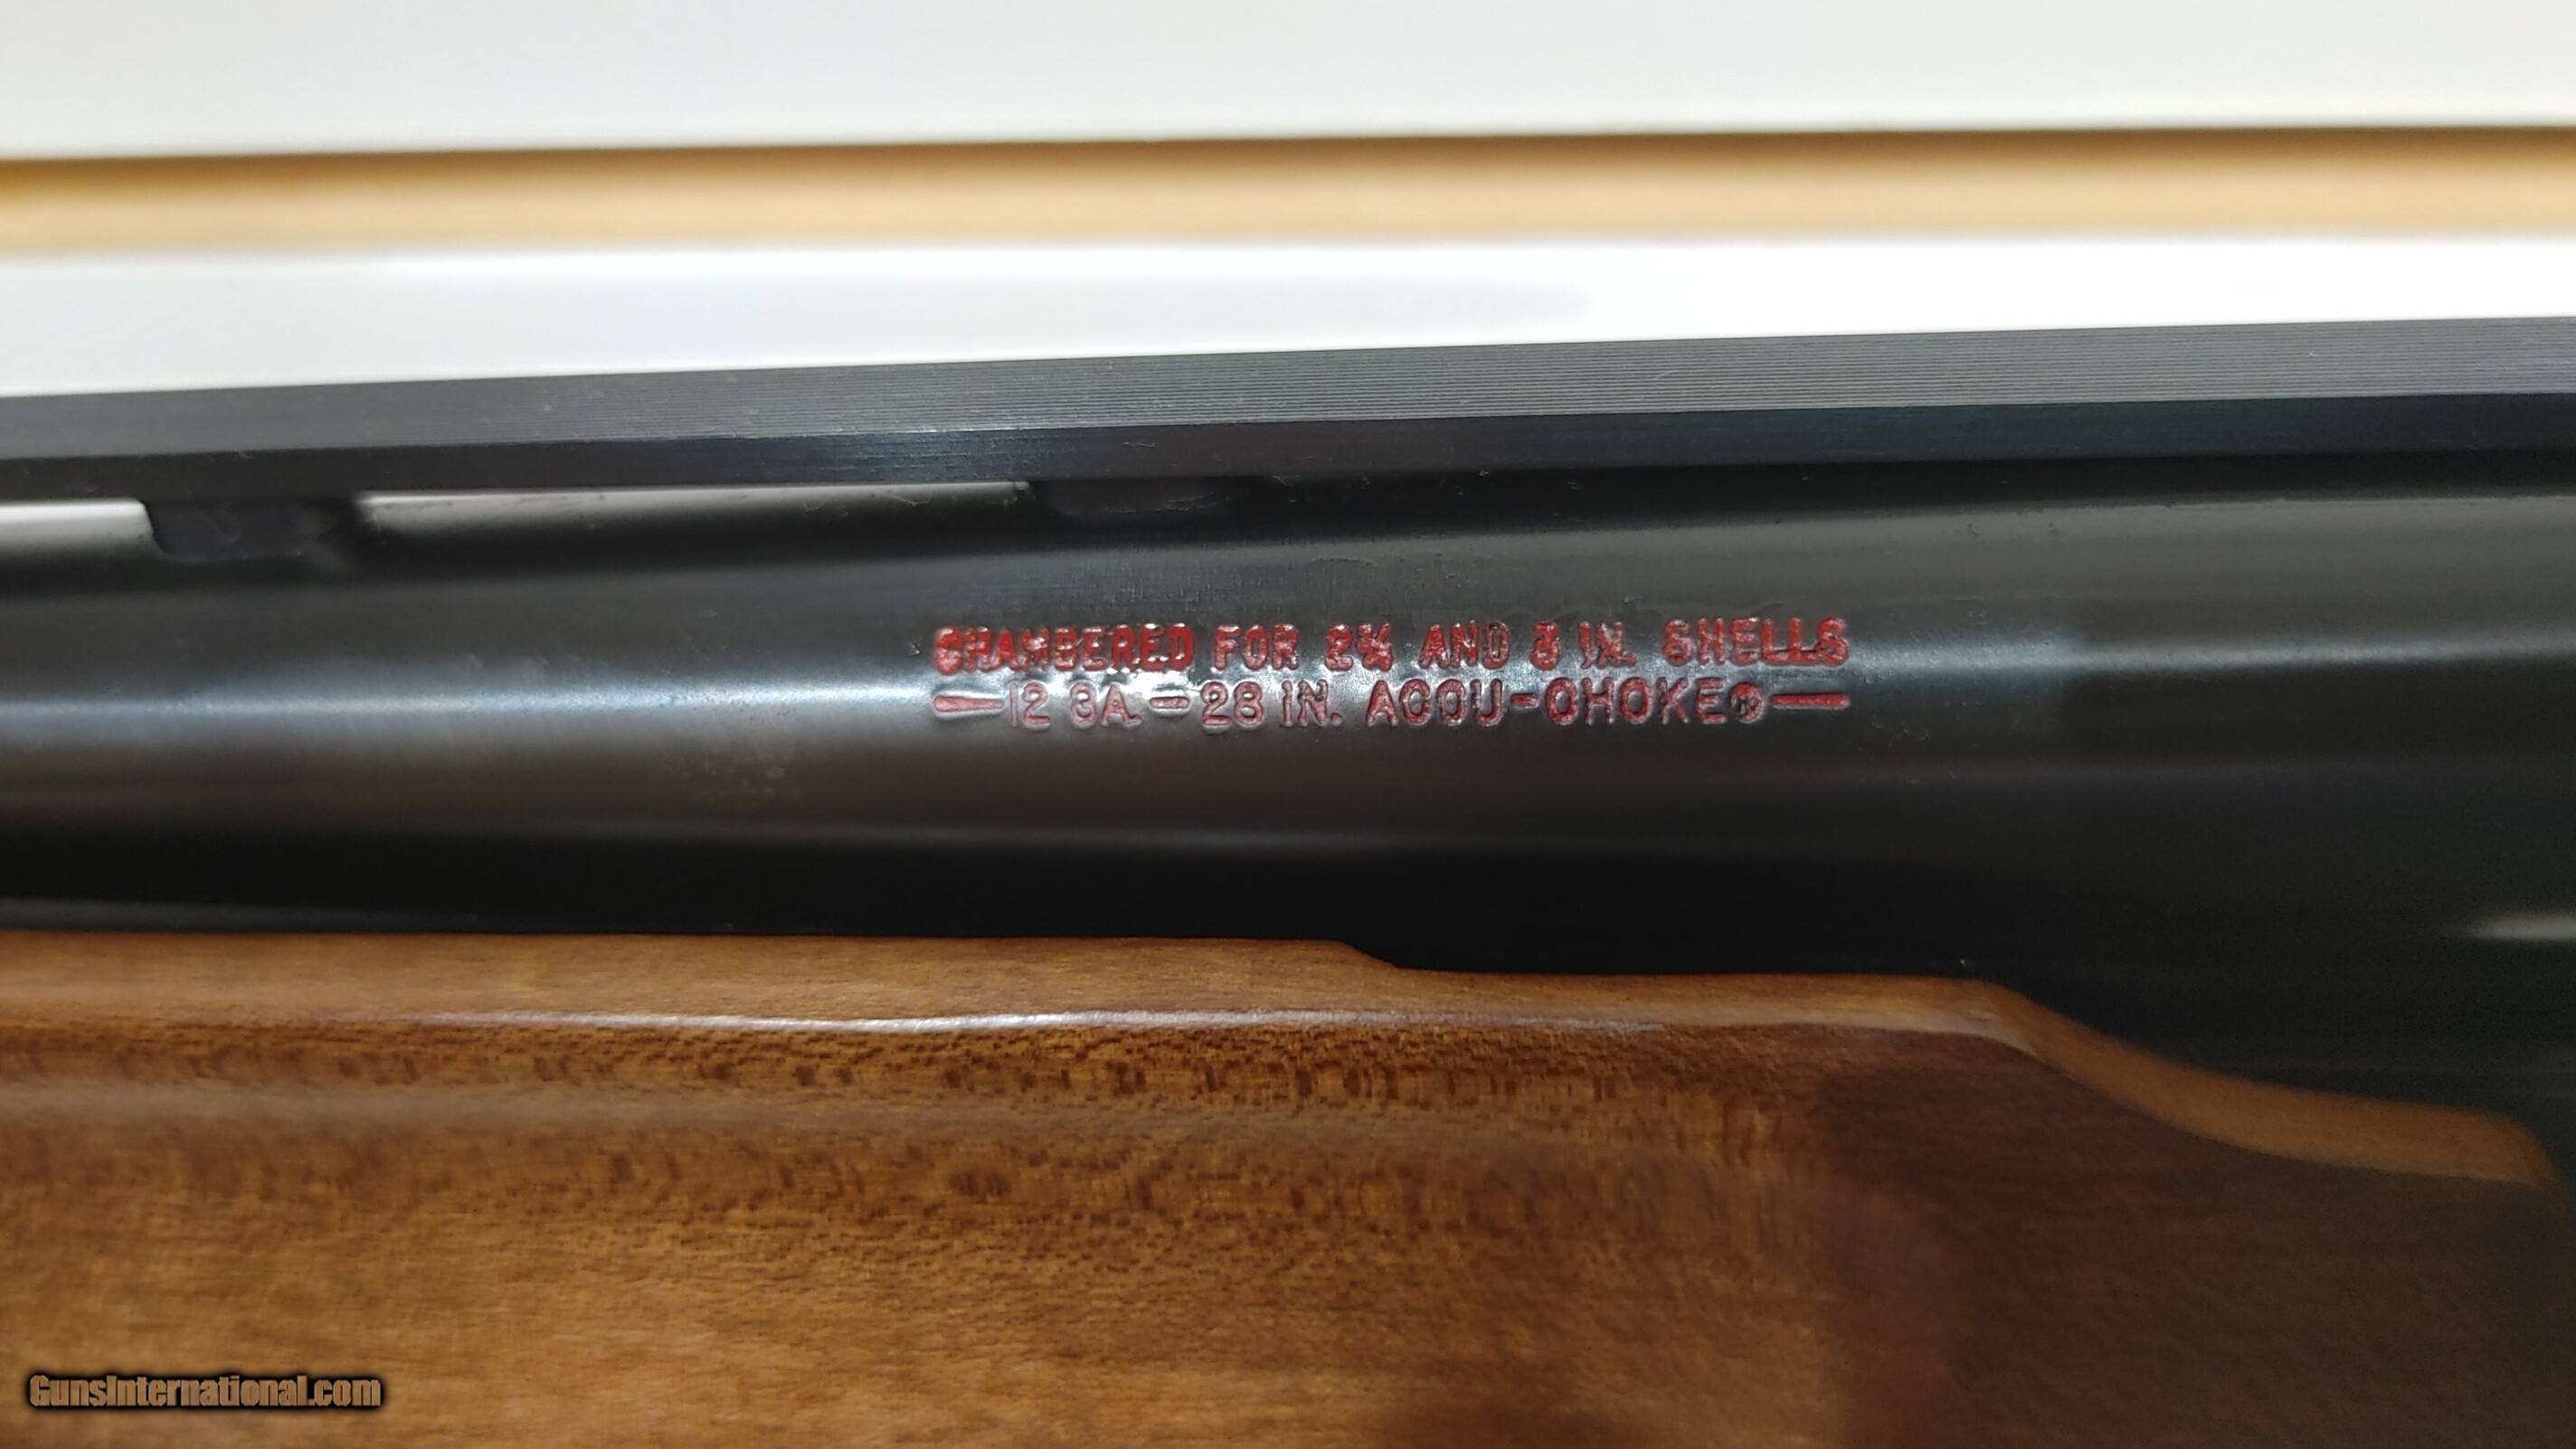 CHAMBERED FOR 2¾ AND 3 IN. SHELLS
—12 GA.—28 IN. ACCU-CHOKE®—
GunsInternational.com